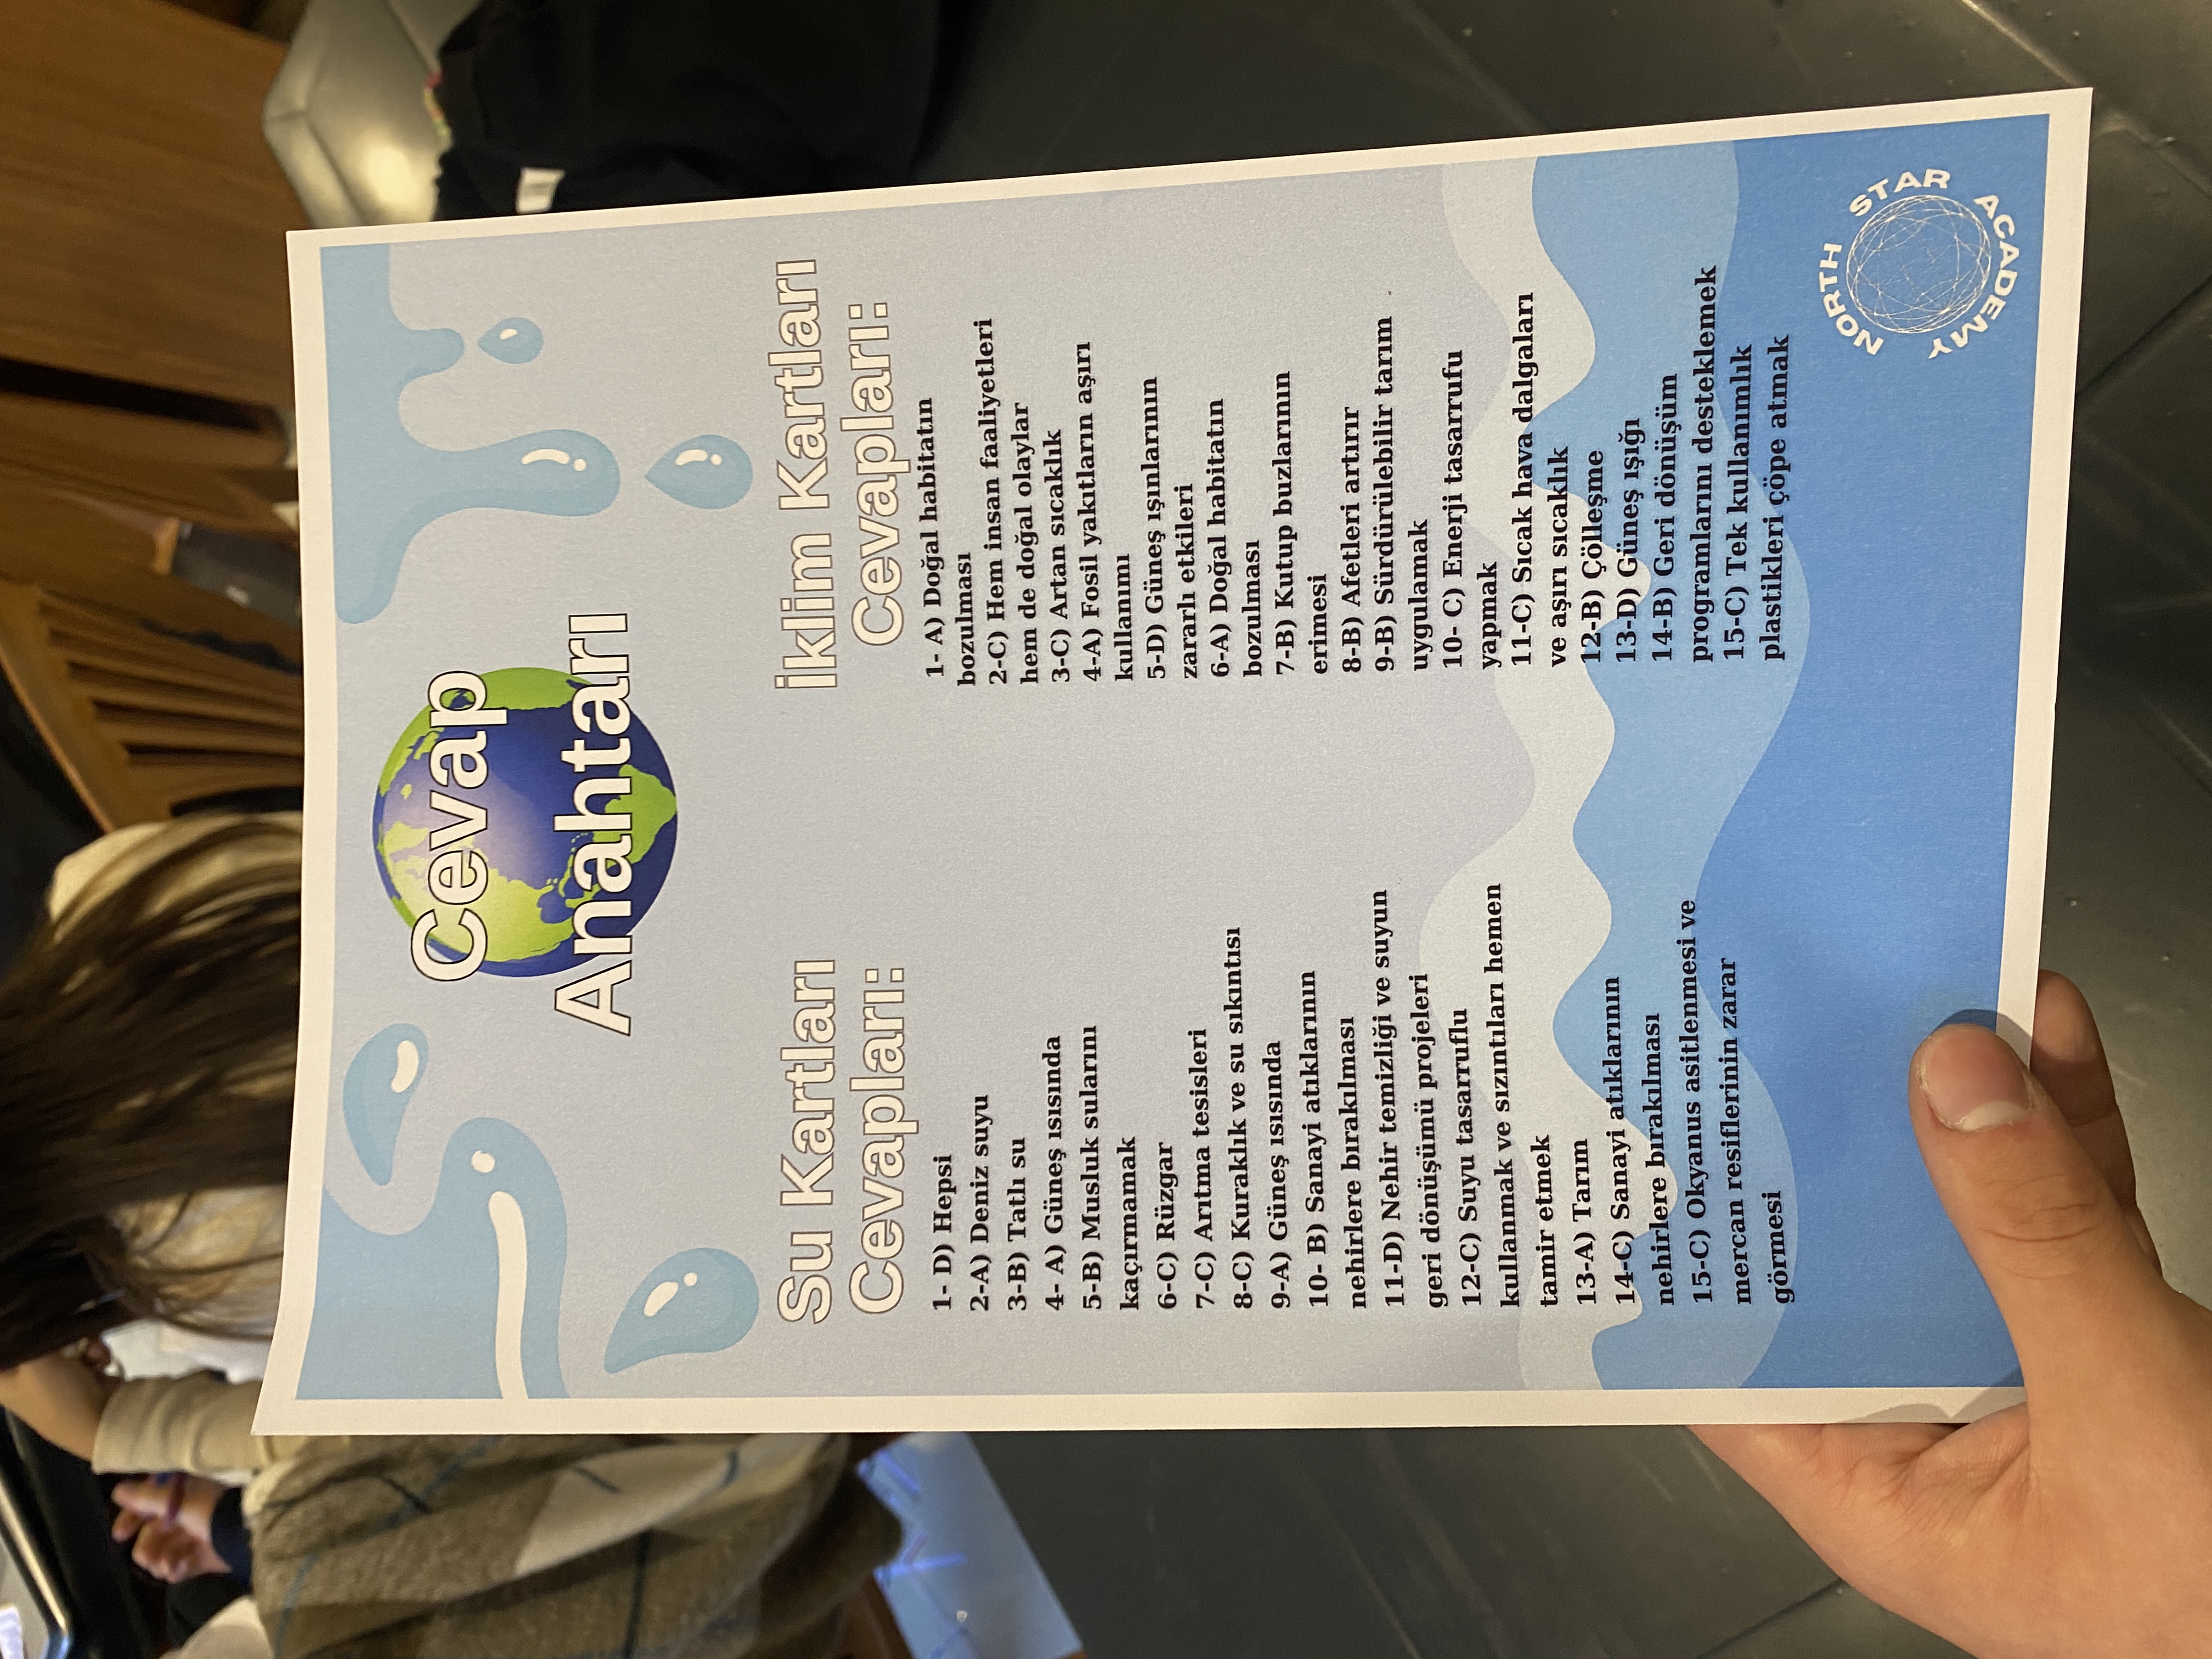 Cevap
Anahtarı
Su Kartları
Cevapları:
1- D) Hepsi
2-A) Deniz suyu
3-B) Tatlı su
4- A) Güneş ısısında
5-B) Musluk sularını
kaçırmamak
6-C) Rüzgar
7-C) Arıtma tesisleri
8-C) Kuraklık ve su sıkıntısı
9-A) Güneş ısısında
10- B) Sanayi atıklarının
nehirlere bırakılması
11-D) Nehir temizliği ve suyun
geri dönüşümü projeleri
12-C) Suyu tasarruflu
kullanmak ve sızıntıları hemen
tamir etmek
13-A) Tarım
14-C) Sanayi atıklarının
nehirlere bırakılması
15-C) Okyanus asitlenmesi ve
mercan resiflerinin zarar
görmesi
İklim Kartları
Cevapları:
1- A) Doğal habitatın
bozulması
2-C) Hem insan faaliyetleri
hem de doğal olaylar
3-C) Artan sıcaklık
4-A) Fosil yakıtların aşırı
kullanımı
5-D) Güneş ışınlarının
zararlı etkileri
6-A) Doğal habitatın
bozulması
7-B) Kutup buzlarının
erimesi
8-B) Afetleri artırır
9-B) Sürdürülebilir tarım
uygulamak
10- C) Enerji tasarrufu
yapmak
11-C) Sıcak hava dalgaları
ve aşırı sıcaklık
12-B) Çölleşme
13-D) Güneş ışığı
14-B) Geri dönüşüm
programlarını desteklemek
15-C) Tek kullanımlık
plastikleri çöpe atmak
NORTH STAR ACADEMY